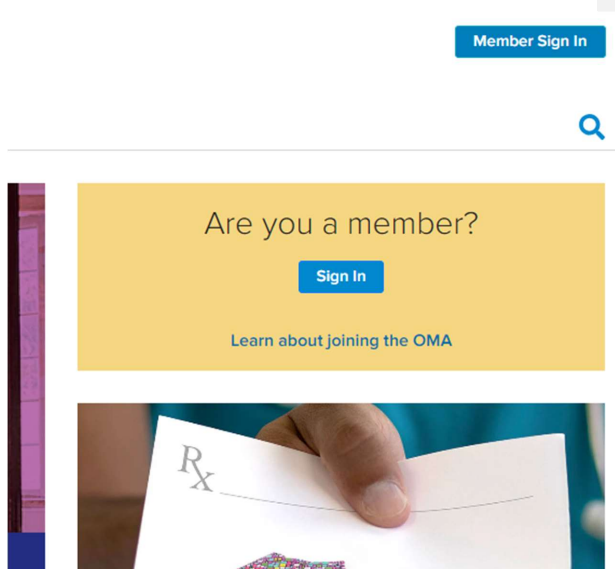 Member Sign In
Are you a member?
Sign In
Learn about joining the OMA
Rx